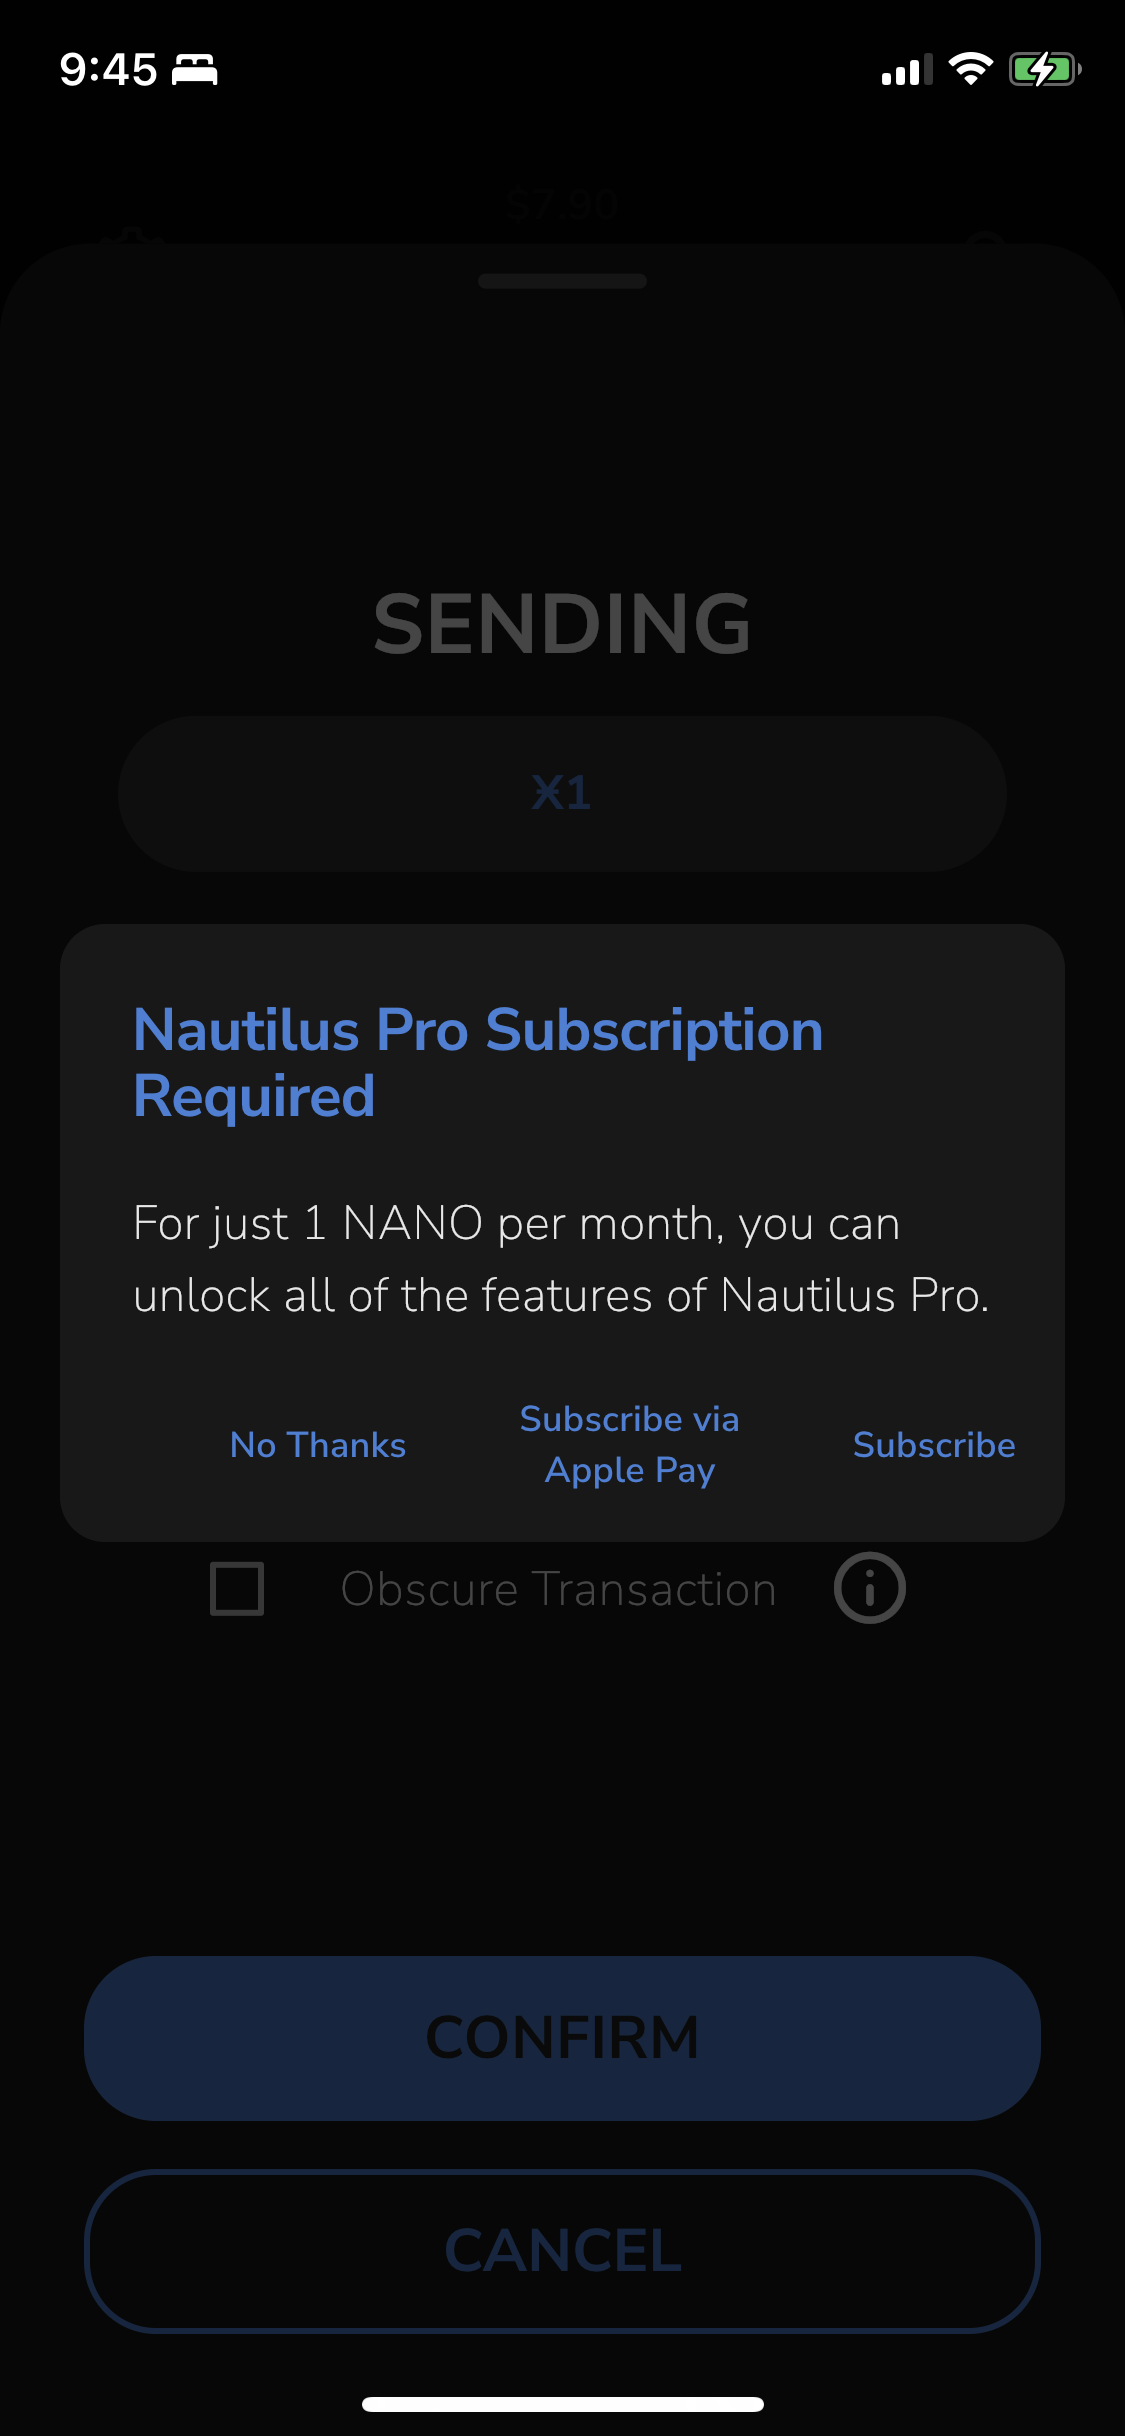 9:45
$7.90
SENDING
Ӿ1
Nautilus Pro Subscription
Required
For just 1 NANO per month, you can
unlock all of the features of Nautilus Pro.
No Thanks
Subscribe via
Apple Pay
Subscribe
Obscure Transaction
CONFIRM
CANCEL